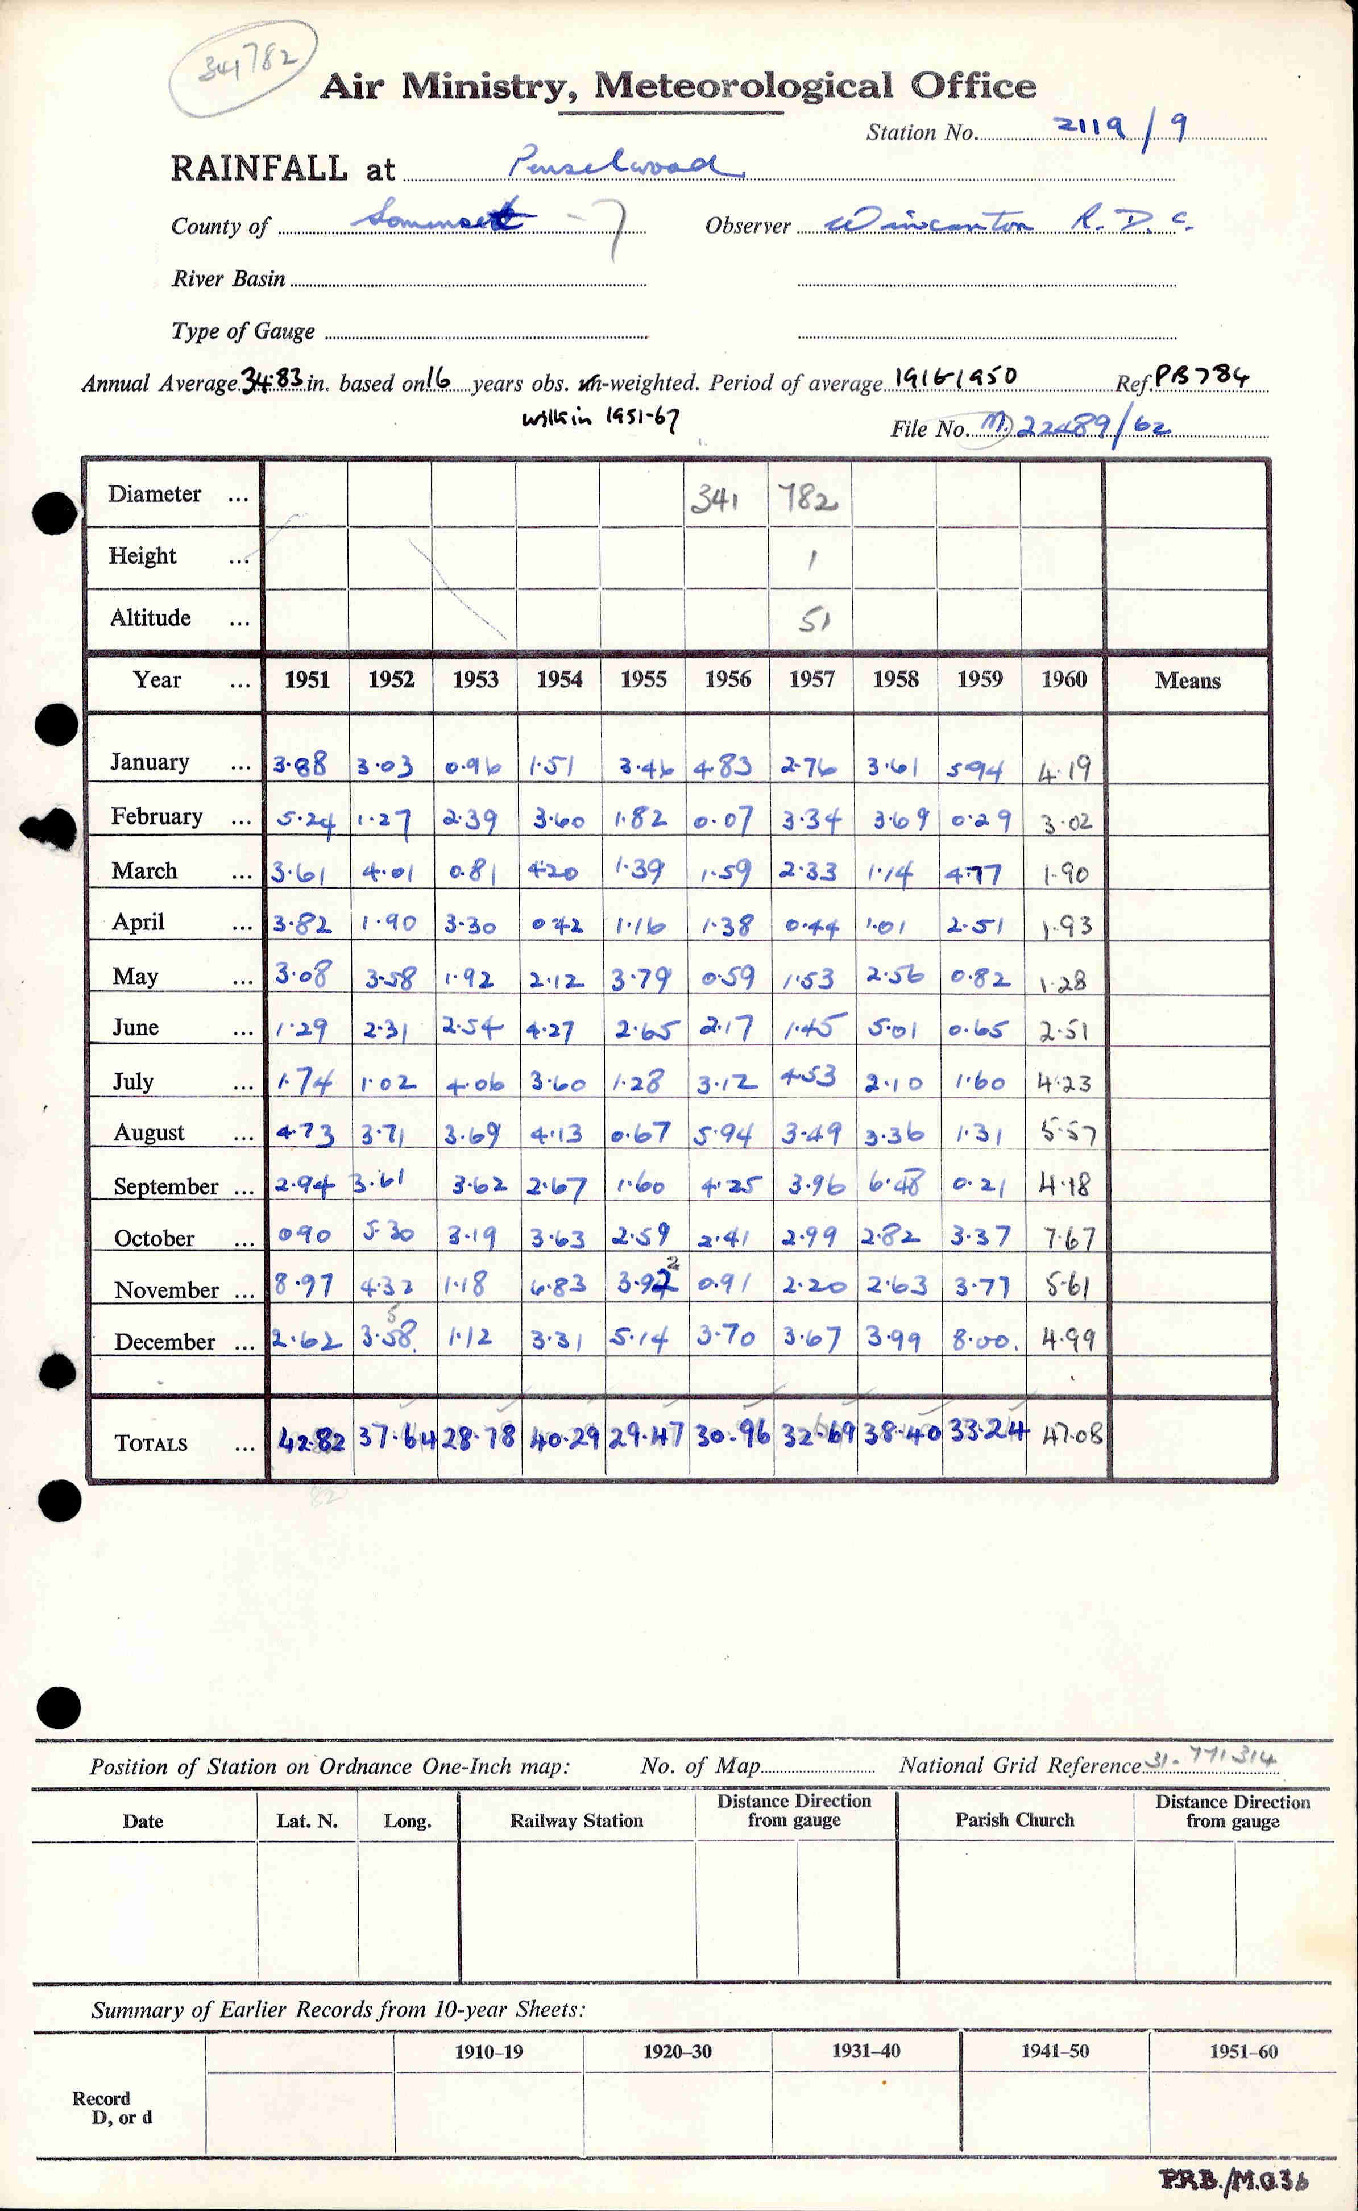 341782
Air Ministry, Meteorological Office
Station No. 2119/9
RAINFALL at Penselwood
County of Somerset - 7 Observer Wincanton R.D.C.
River Basin
Type of Gauge
Annual Average 34.83 in. based on 16 years obs. un-weighted. Period of average 1916-1950 Ref. PB784
within 1951-67
File No. M. 22489/62
Diameter ... 341 782
Height ... 1
Altitude ... 51
Year ... 1951 1952 1953 1954 1955 1956 1957 1958 1959 1960 Means
January ... 3.88 3.03 0.96 1.51 3.46 4.83 2.76 3.61 5.94 4.19
February ... 5.24 1.27 2.39 3.60 1.82 0.07 3.34 3.69 0.29 3.02
March ... 3.61 4.01 0.81 4.20 1.39 1.59 2.33 1.14 4.77 1.90
April ... 3.82 1.90 3.30 0.42 1.16 1.38 0.44 1.01 2.51 1.93
May ... 3.08 3.58 1.92 2.12 3.79 0.59 1.53 2.56 0.82 1.28
June ... 1.29 2.31 2.54 4.27 2.65 2.17 1.45 5.01 0.65 2.51
July ... 1.74 1.02 4.06 3.60 1.28 3.12 4.53 2.10 1.60 4.23
August ... 4.73 3.71 3.69 4.13 0.67 5.94 3.49 3.36 1.31 5.57
September ... 2.94 3.61 3.62 2.67 1.60 4.25 3.96 6.48 0.21 4.18
October ... 0.90 5.30 3.19 3.63 2.59 2.41 2.99 2.82 3.37 7.67
2
November ... 8.97 4.32 1.18 6.83 3.92 0.91 2.20 2.63 3.77 5.61
5
December ... 2.62 3.58 1.12 3.31 5.14 3.70 3.67 3.99 8.00. 4.99
TOTALS ... 42.82 37.64 28.78 40.29 29.47 30.96 32.69 38.40 33.24 47.08
82
Position of Station on Ordnance One-Inch map: No. of Map National Grid Reference 31-771314
Date Lat. N. Long. Railway Station Distance Direction from gauge Parish Church Distance Direction from gauge
Summary of Earlier Records from 10-year Sheets:
1910–19 1920–30 1931–40 1941–50 1951–60
Record
D, or d
PRB./M.O.36